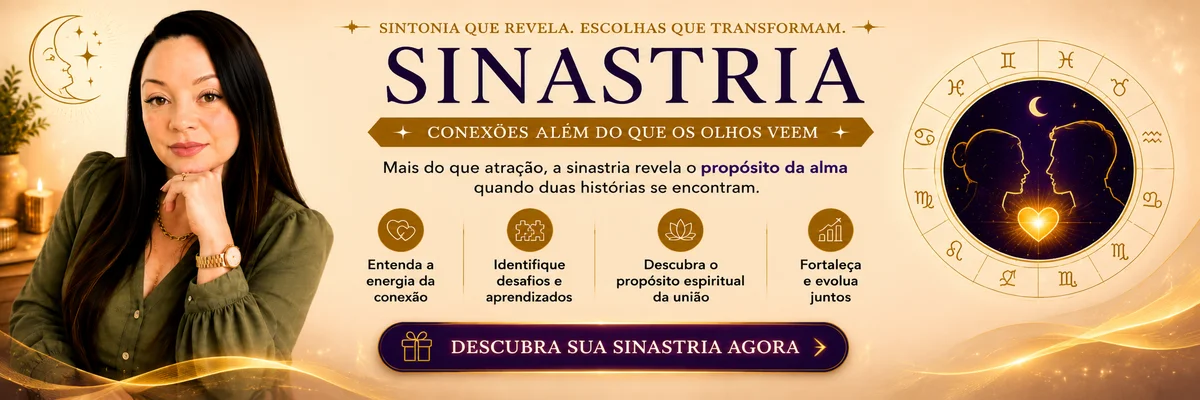 SINTONIA QUE REVELA. ESCOLHAS QUE TRANSFORMAM.
SINASTRIA
CONEXÕES ALÉM DO QUE OS OLHOS VEEM
Mais do que atração, a sinastria revela o propósito da alma
quando duas histórias se encontram.
Entenda a
energia da
conexão
Identifique
desafios e
aprendizados
Descubra o
propósito espiritual
da união
Fortaleça
e evolua
juntos
DESCUBRA SUA SINASTRIA AGORA